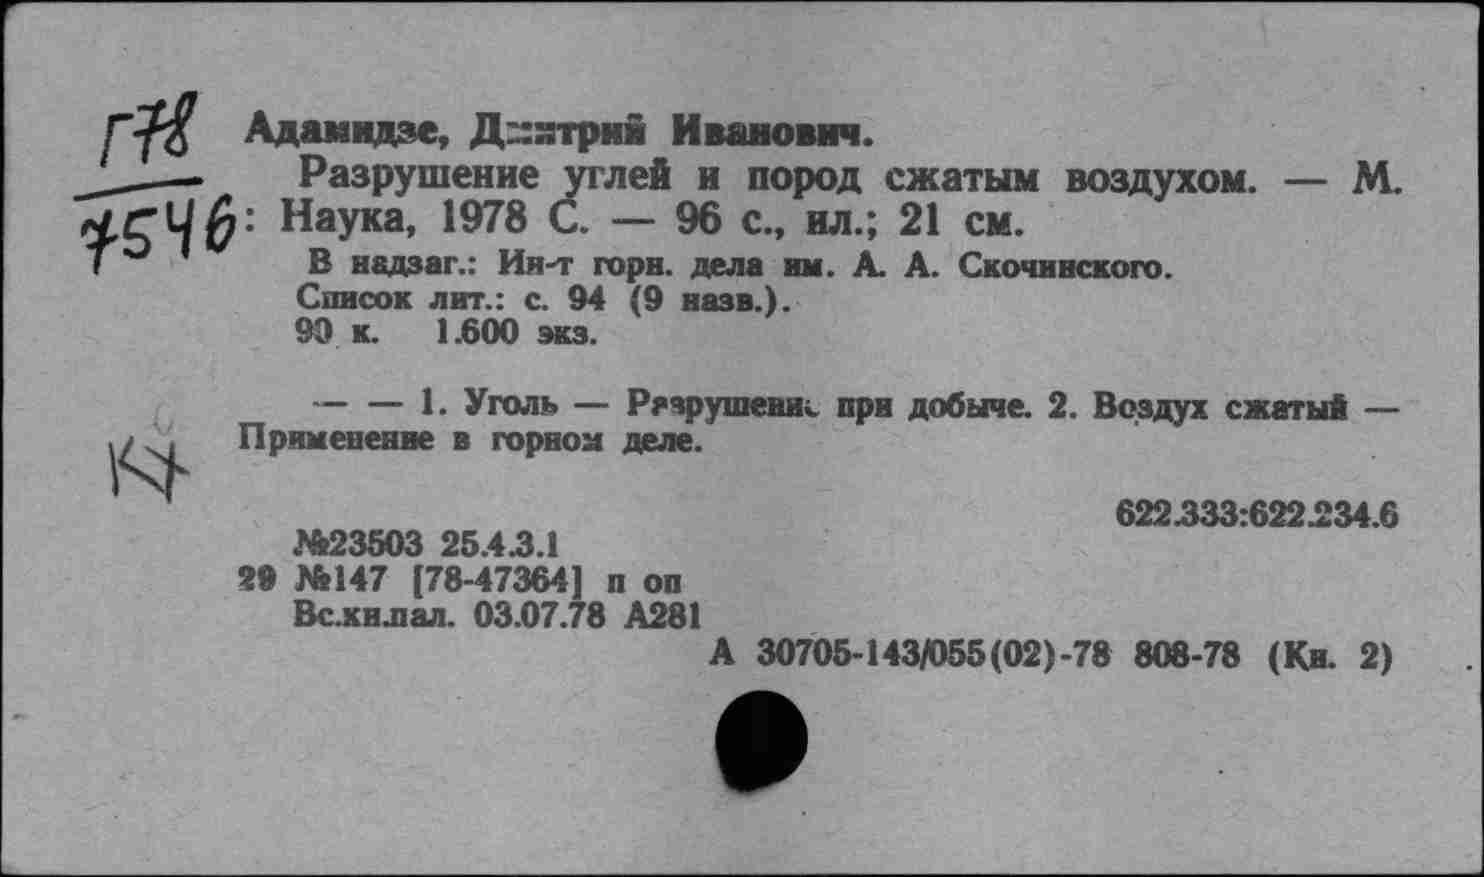 Г78
7546
Адамидзе, Дмитрий Иванович.
Разрушение углей и пород сжатым воздухом. — М.
: Наука, 1978 С. — 96 с., ил.; 21 см.
В надзаг.: Ин-т горн. дела им. А. А. Скочинского.
Список лит.: с. 94 (9 назв.).
90 к. 1.600 экз.
— — 1. Уголь — Разрушение при добыче. 2. Воздух сжатый —
Применение в горном деле.
622.333:622.234.6
№23503 25.4.3.1
29 №147 [78-47364] п оп
Вс.кн.пал. 03.07.78 А281
А 30705-143/055(02)-78 808-78 (Кн. 2)